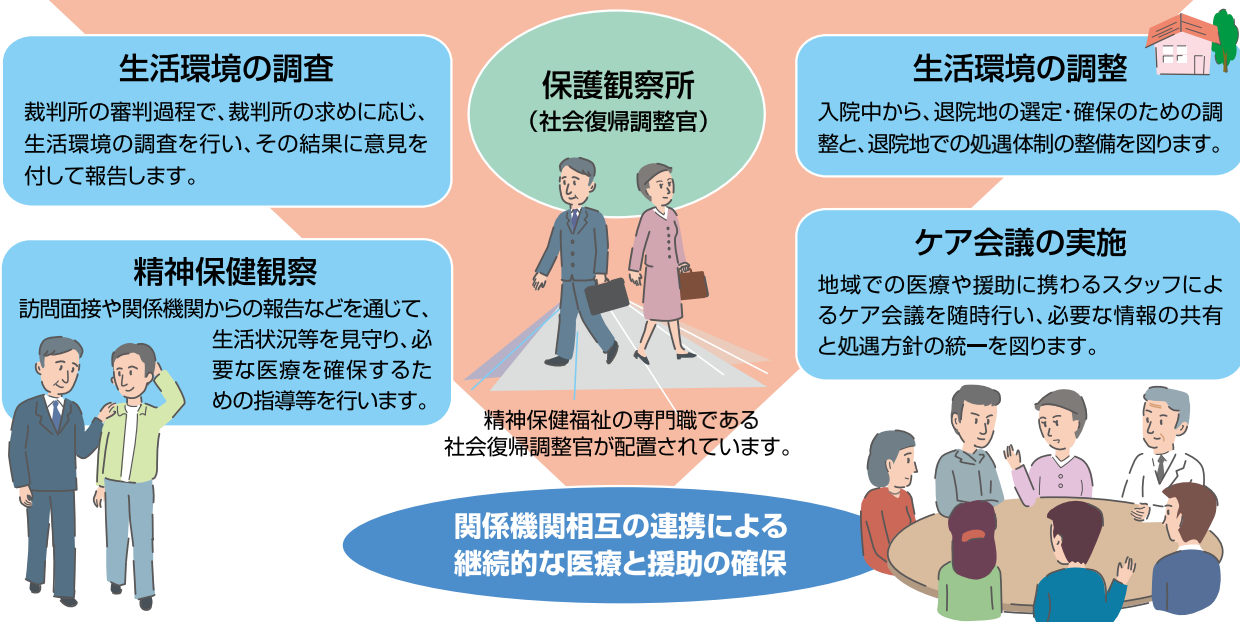 生活環境の調査
裁判所の審判過程で、裁判所の求めに応じ、
生活環境の調査を行い、その結果に意見を
付して報告します。
保護観察所
（社会復帰調整官）
生活環境の調整
入院中から、退院地の選定・確保のための調
整と、退院地での処遇体制の整備を図ります。
精神保健観察
訪問面接や関係機関からの報告などを通じて、
生活状況等を見守り、必
要な医療を確保するた
めの指導等を行います。
ケア会議の実施
地域での医療や援助に携わるスタッフによ
るケア会議を随時行い、必要な情報の共有
と処遇方針の統一を図ります。
精神保健福祉の専門職である
社会復帰調整官が配置されています。
関係機関相互の連携による
継続的な医療と援助の確保